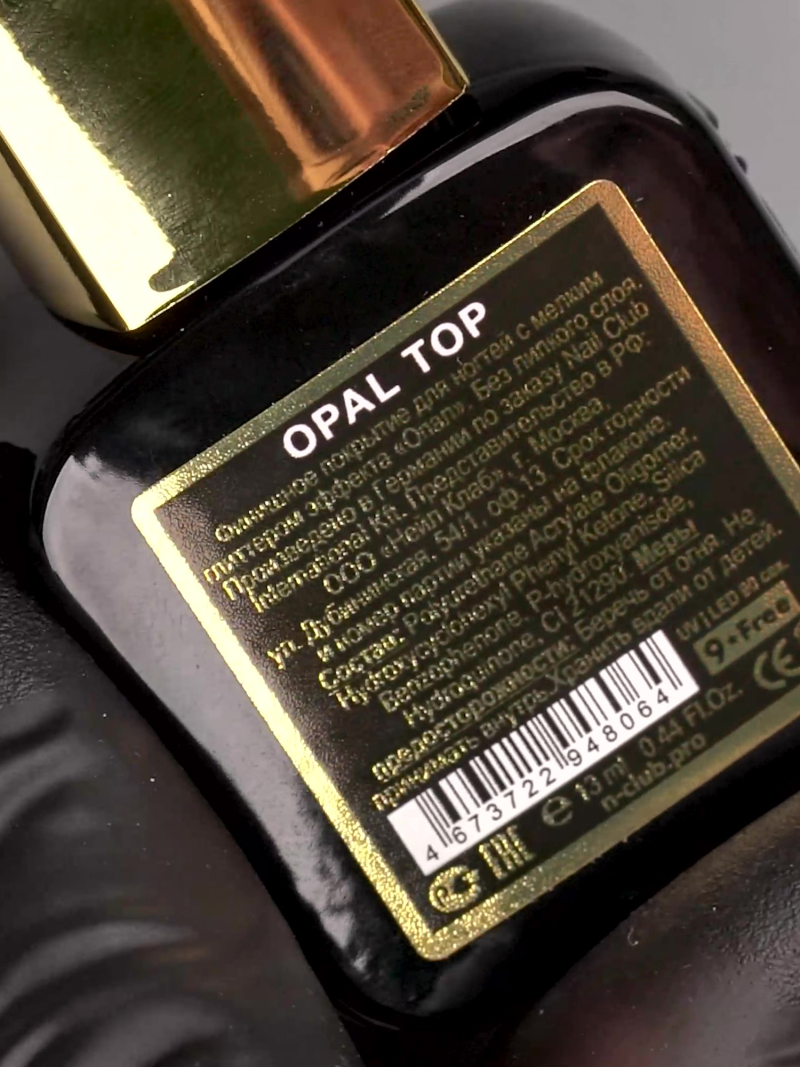 OPAL TOP
Финишное покрытие для ногтей с мелким
глиттером эффекта «Опал». Без липкого слоя.
Произведено в Германии по заказу Nail Club
International Kft. Представительство в РФ:
ООО «Нейл Клаб», г. Москва,
ул. Дубнинская, 54/1, оф.13. Срок годности
и номер партии указаны на флаконе.
Состав: Polyurethane Acrylate Oligomer,
Hydroxycyclohexyl Phenyl Ketone, Silica
Benzophenone, P-hydroxyanisole,
Hydroquinone, CI 21290. Меры
предосторожности: Беречь от огня. Не
принимать внутрь. Хранить вдали от детей.
UV | LED 60 сек.
9+Free
4 673722 948064
CE
EAC
e 13 ml. 0.44 Fl.Oz.
n-club.pro